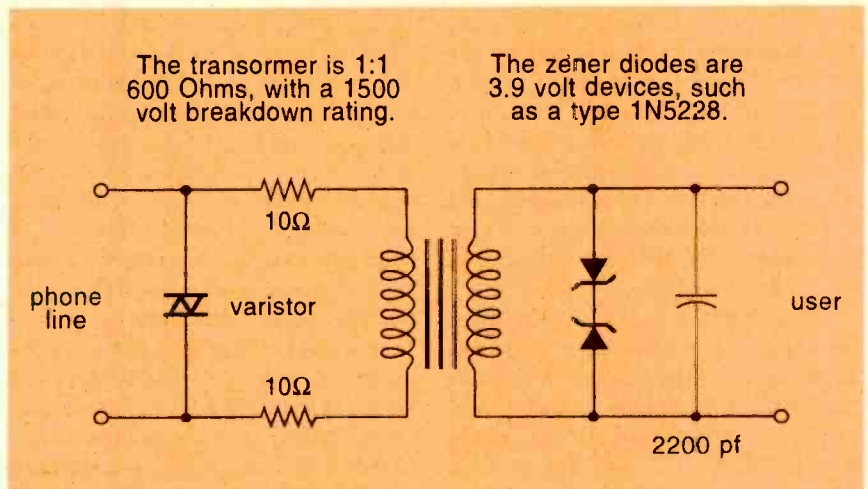 The transormer is 1:1
600 Ohms, with a 1500
volt breakdown rating.
The zener diodes are
3.9 volt devices, such
as a type 1N5228.
10Ω
phone
line
varistor
user
10Ω
2200 pf